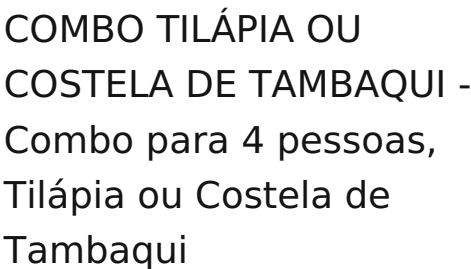 COMBO TILÁPIA OU
COSTELA DE TAMBAQUI -
Combo para 4 pessoas,
Tilápia ou Costela de
Tambaqui